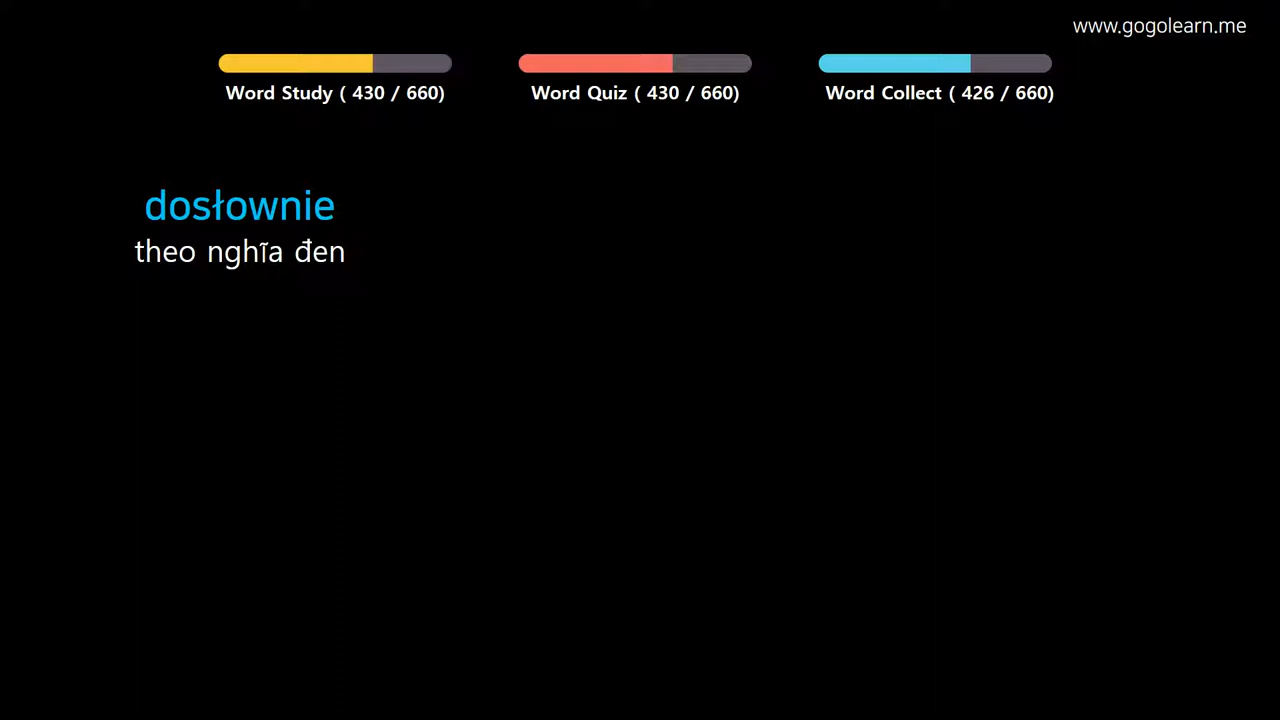 www.gogolearn.me
Word Study ( 430 / 660)
Word Quiz ( 430 / 660)
Word Collect ( 426 / 660)
dosłownie
theo nghĩa đen